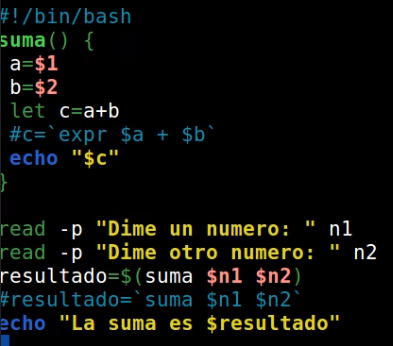 #!/bin/bash
suma() {
 a=$1
 b=$2
 let c=a+b
 #c=`expr $a + $b`
 echo "$c"
}

read -p "Dime un numero: " n1
read -p "Dime otro numero: " n2
resultado=$(suma $n1 $n2)
#resultado=`suma $n1 $n2`
echo "La suma es $resultado"